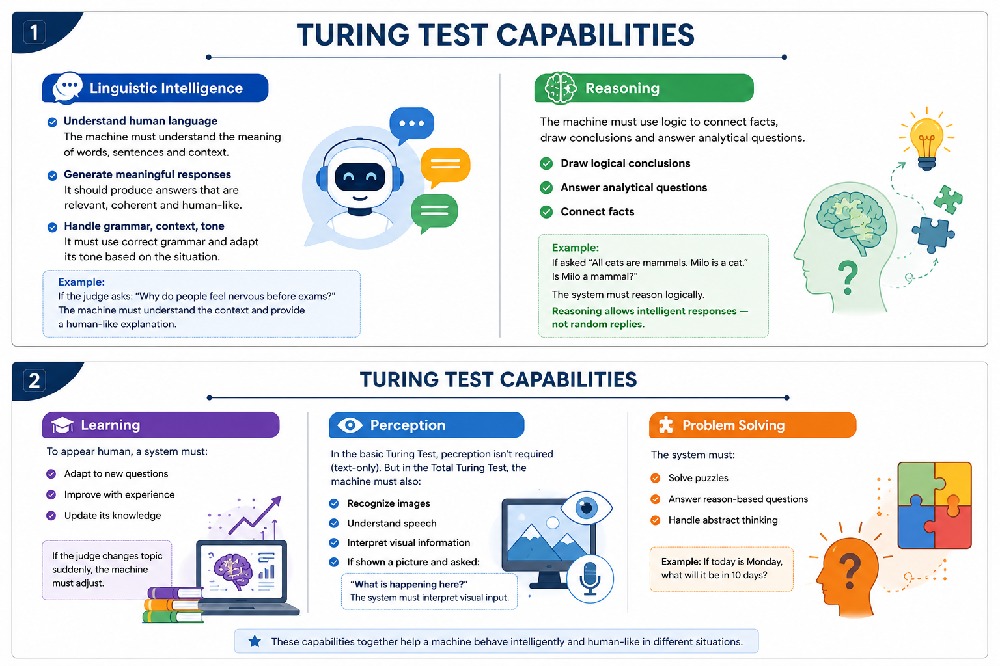 1
TURING TEST CAPABILITIES
Linguistic Intelligence
Understand human language
The machine must understand the meaning
of words, sentences and context.
Generate meaningful responses
It should produce answers that are
relevant, coherent and human-like.
Handle grammar, context, tone
It must use correct grammar and adapt
its tone based on the situation.
Example:
If the judge asks: “Why do people feel nervous before exams?”
The machine must understand the context and provide
a human-like explanation.
Reasoning
The machine must use logic to connect facts,
draw conclusions and answer analytical questions.
Draw logical conclusions
Answer analytical questions
Connect facts
Example:
If asked “All cats are mammals. Milo is a cat.”
Is Milo a mammal?”
The system must reason logically.
Reasoning allows intelligent responses —
not random replies.
?
2
TURING TEST CAPABILITIES
Learning
To appear human, a system must:
Adapt to new questions
Improve with experience
Update its knowledge
If the judge changes topic
suddenly, the machine
must adjust.
Perception
In the basic Turing Test, perception isn’t required
(text-only). But in the Total Turing Test, the
machine must also:
Recognize images
Understand speech
Interpret visual information
If shown a picture and asked:
“What is happening here?”
The system must interpret visual input.
Problem Solving
The system must:
Solve puzzles
Answer reason-based questions
Handle abstract thinking
Example: If today is Monday,
what will it be in 10 days?
?
These capabilities together help a machine behave intelligently and human-like in different situations.